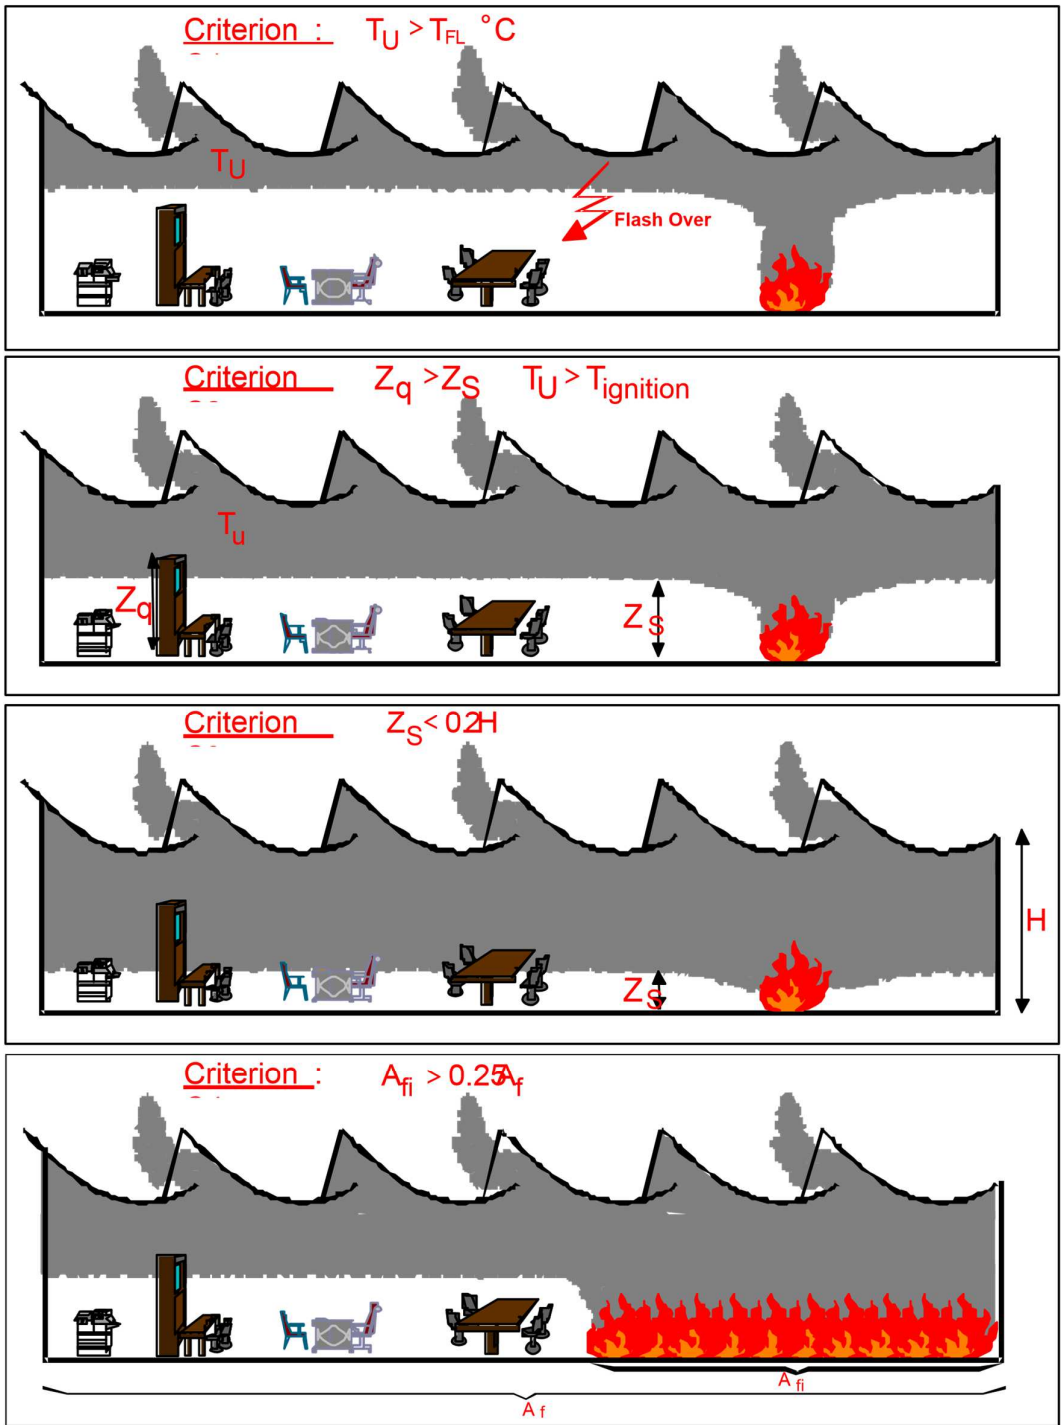 Criterion : T_U > T_FL °C
T_U
Flash Over
Criterion Z_q > Z_S T_U > T_ignition
T_u
Z_q
Z_S
Criterion Z_S < 0.2H
H
Z_S
Criterion : A_fi > 0.25A_f
A_fi
A_f